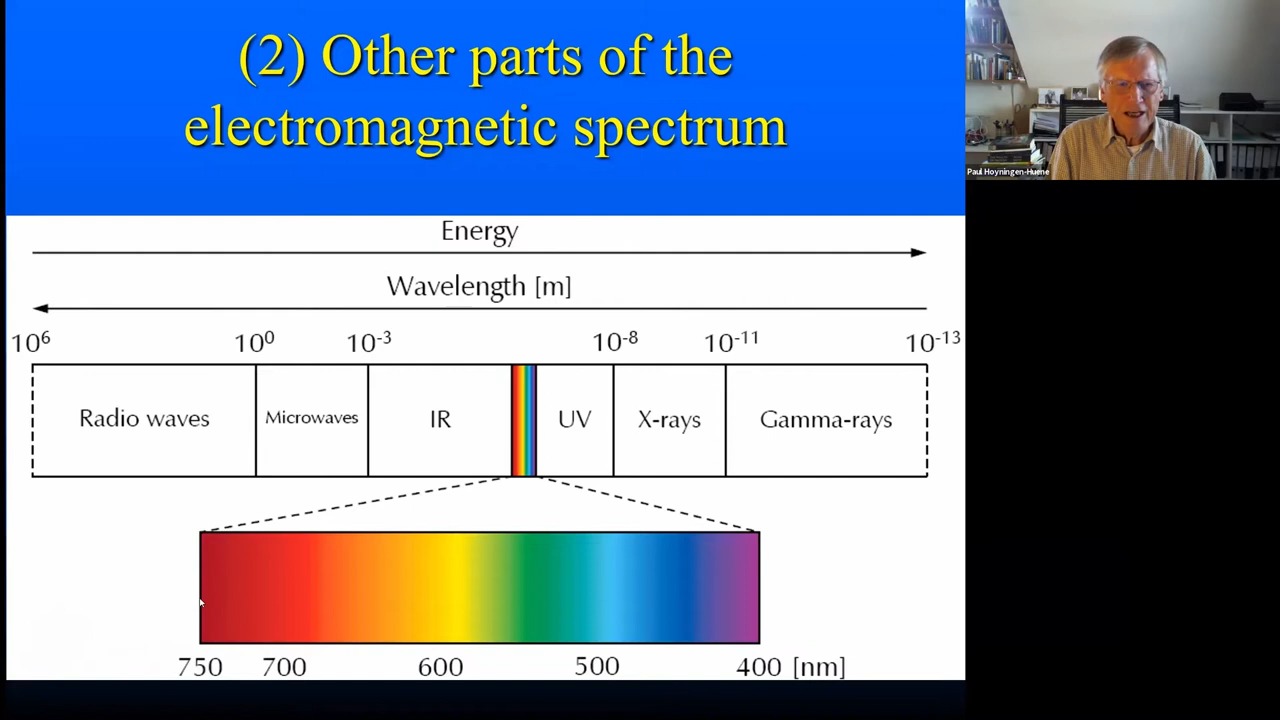 (2) Other parts of the
electromagnetic spectrum
Paul Hoyningen-Huene
Energy
Wavelength [m]
10⁶ 10⁰ 10⁻³ 10⁻⁸ 10⁻¹¹ 10⁻¹³
Radio waves Microwaves IR UV X-rays Gamma-rays
750 700 600 500 400 [nm]